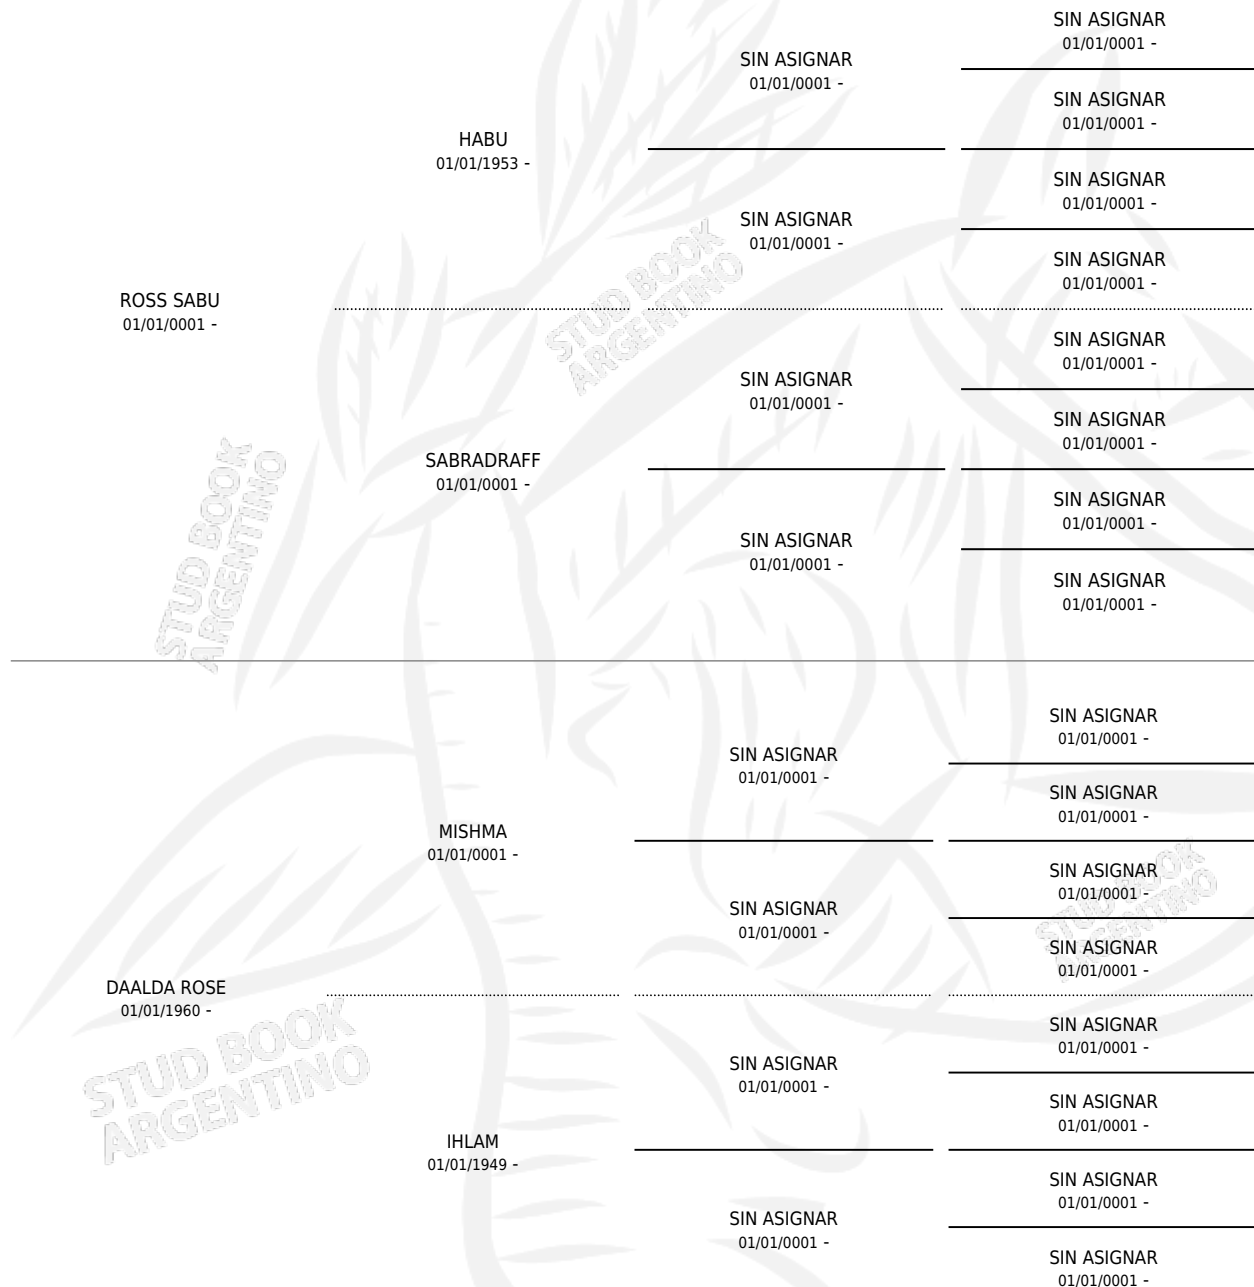 SIN ASIGNAR
01/01/0001 -
SIN ASIGNAR
01/01/0001 -
SIN ASIGNAR
01/01/0001 -
HABU
01/01/1953 -
SIN ASIGNAR
01/01/0001 -
SIN ASIGNAR
01/01/0001 -
SIN ASIGNAR
01/01/0001 -
ROSS SABU
01/01/0001 -
SIN ASIGNAR
01/01/0001 -
SIN ASIGNAR
01/01/0001 -
SIN ASIGNAR
01/01/0001 -
SABRADRAFF
01/01/0001 -
SIN ASIGNAR
01/01/0001 -
SIN ASIGNAR
01/01/0001 -
SIN ASIGNAR
01/01/0001 -
SIN ASIGNAR
01/01/0001 -
SIN ASIGNAR
01/01/0001 -
SIN ASIGNAR
01/01/0001 -
MISHMA
01/01/0001 -
SIN ASIGNAR
01/01/0001 -
SIN ASIGNAR
01/01/0001 -
SIN ASIGNAR
01/01/0001 -
DAALDA ROSE
01/01/1960 -
SIN ASIGNAR
01/01/0001 -
SIN ASIGNAR
01/01/0001 -
SIN ASIGNAR
01/01/0001 -
IHLAM
01/01/1949 -
SIN ASIGNAR
01/01/0001 -
SIN ASIGNAR
01/01/0001 -
SIN ASIGNAR
01/01/0001 -
STUD BOOK
ARGENTINO
STUD BOOK
ARGENTINO
STUD BOOK
ARGENTINO
STUD BOOK
ARGENTINO